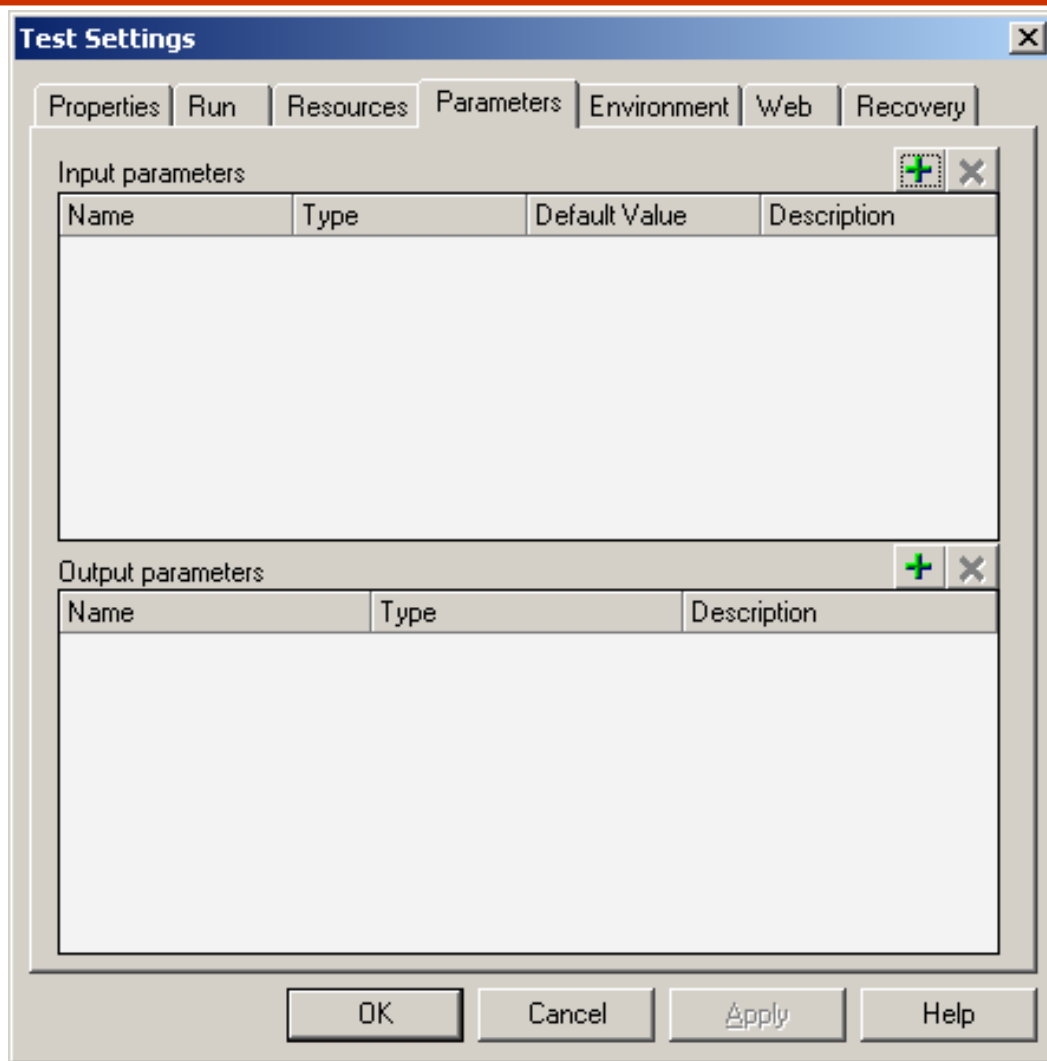 Test Settings
Properties Run Resources Parameters Environment Web Recovery
Input parameters
Name Type Default Value Description
Output parameters
Name Type Description
OK Cancel Apply Help